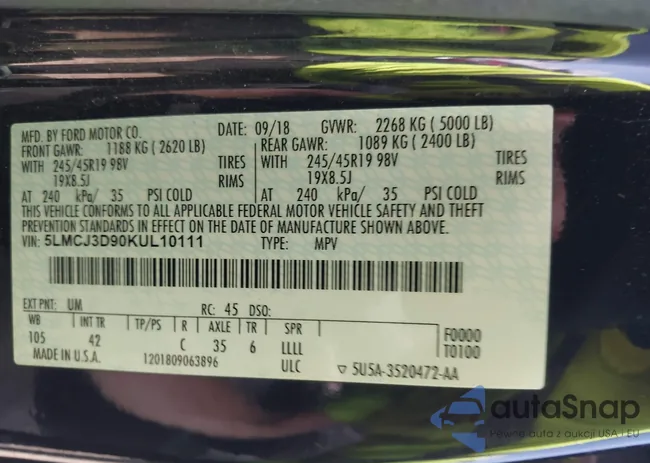 MFD. BY FORD MOTOR CO. DATE: 09/18 GVWR: 2268 KG ( 5000 LB)
FRONT GAWR: 1188 KG ( 2620 LB) REAR GAWR: 1089 KG ( 2400 LB)
WITH 245/45R19 98V TIRES WITH 245/45R19 98V TIRES
19X8.5J RIMS 19X8.5J RIMS
AT 240 kPa/ 35 PSI COLD AT 240 kPa/ 35 PSI COLD
THIS VEHICLE CONFORMS TO ALL APPLICABLE FEDERAL MOTOR VEHICLE SAFETY AND THEFT
PREVENTION STANDARDS IN EFFECT ON THE DATE OF MANUFACTURE SHOWN ABOVE.
VIN: 5LMCJ3D90KUL10111 TYPE: MPV
EXT PNT: UM RC: 45 DSO:
WB INT TR TP/PS R AXLE TR SPR F0000
105 42 C 35 6 LLLL T0100
MADE IN U.S.A. 1201809063896 ULC ▽ 5U5A-3520472-AA
autaSnap
Pewne auta z aukcji USA i EU